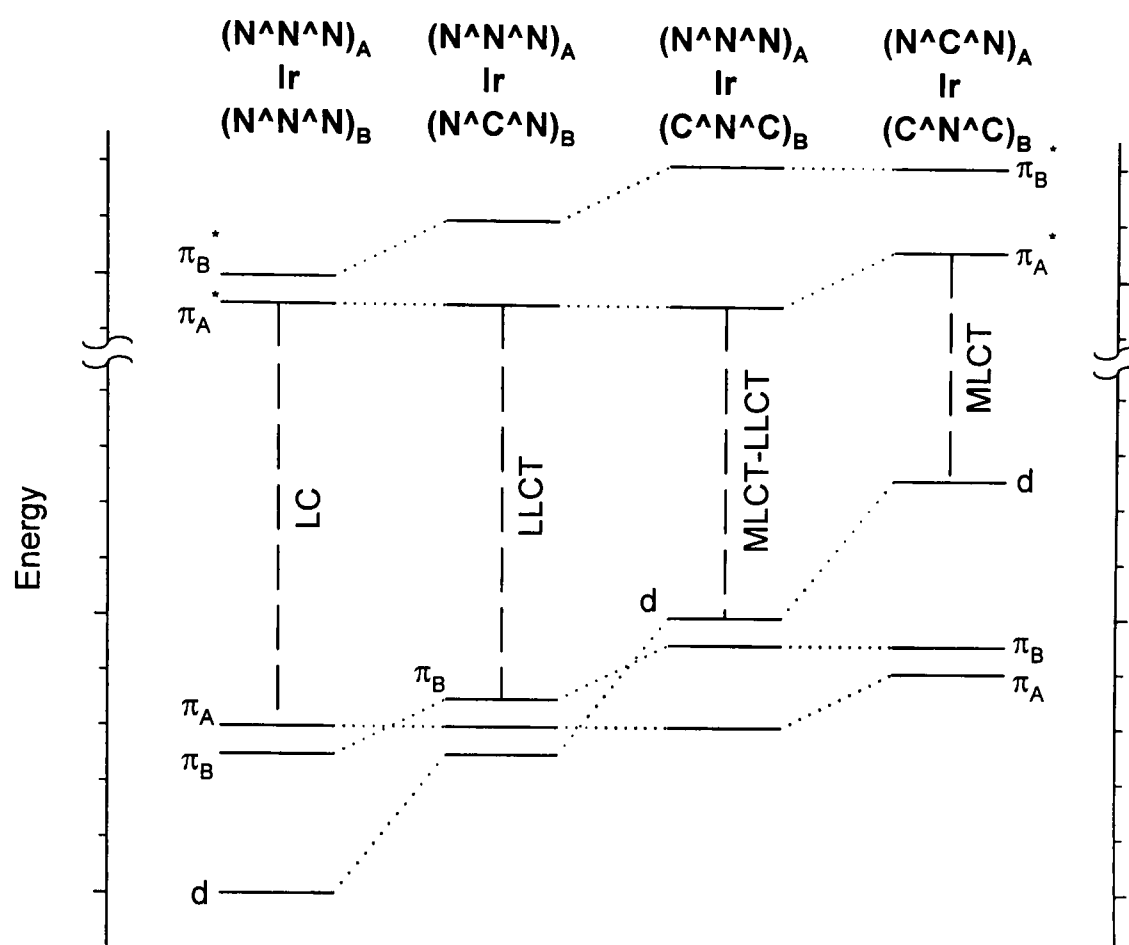 (N^N^N)A (N^N^N)A (N^N^N)A (N^C^N)A
Ir Ir Ir Ir
(N^N^N)B (N^C^N)B (C^N^C)B (C^N^C)B
πB*
πB*
πA*
πA*
LC
LLCT
MLCT-LLCT
MLCT
Energy
d
d
πB
πB
πA
πA
πB
d